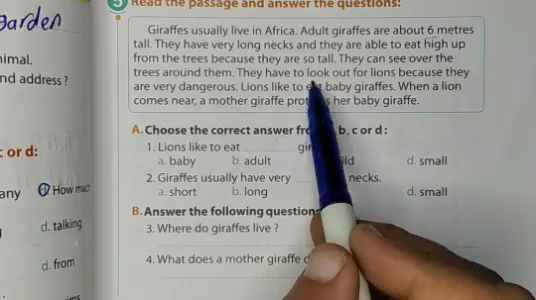 5 Read the passage and answer the questions:
Giraffes usually live in Africa. Adult giraffes are about 6 metres
tall. They have very long necks and they are able to eat high up
from the trees because they are so tall. They can see over the
trees around them. They have to look out for lions because they
are very dangerous. Lions like to baby giraffes. When a lion
comes near, a mother giraffe her baby giraffe.
A. Choose the correct answer b, c or d:
1. Lions like to eat
a. baby b. adult d. small
2. Giraffes usually have very necks.
a. short b. long d. small
B. Answer the following
3. Where do giraffes live ?
4. What does a mother giraffe
garden
nd address ?
or d:
any How
d. talking
d. from